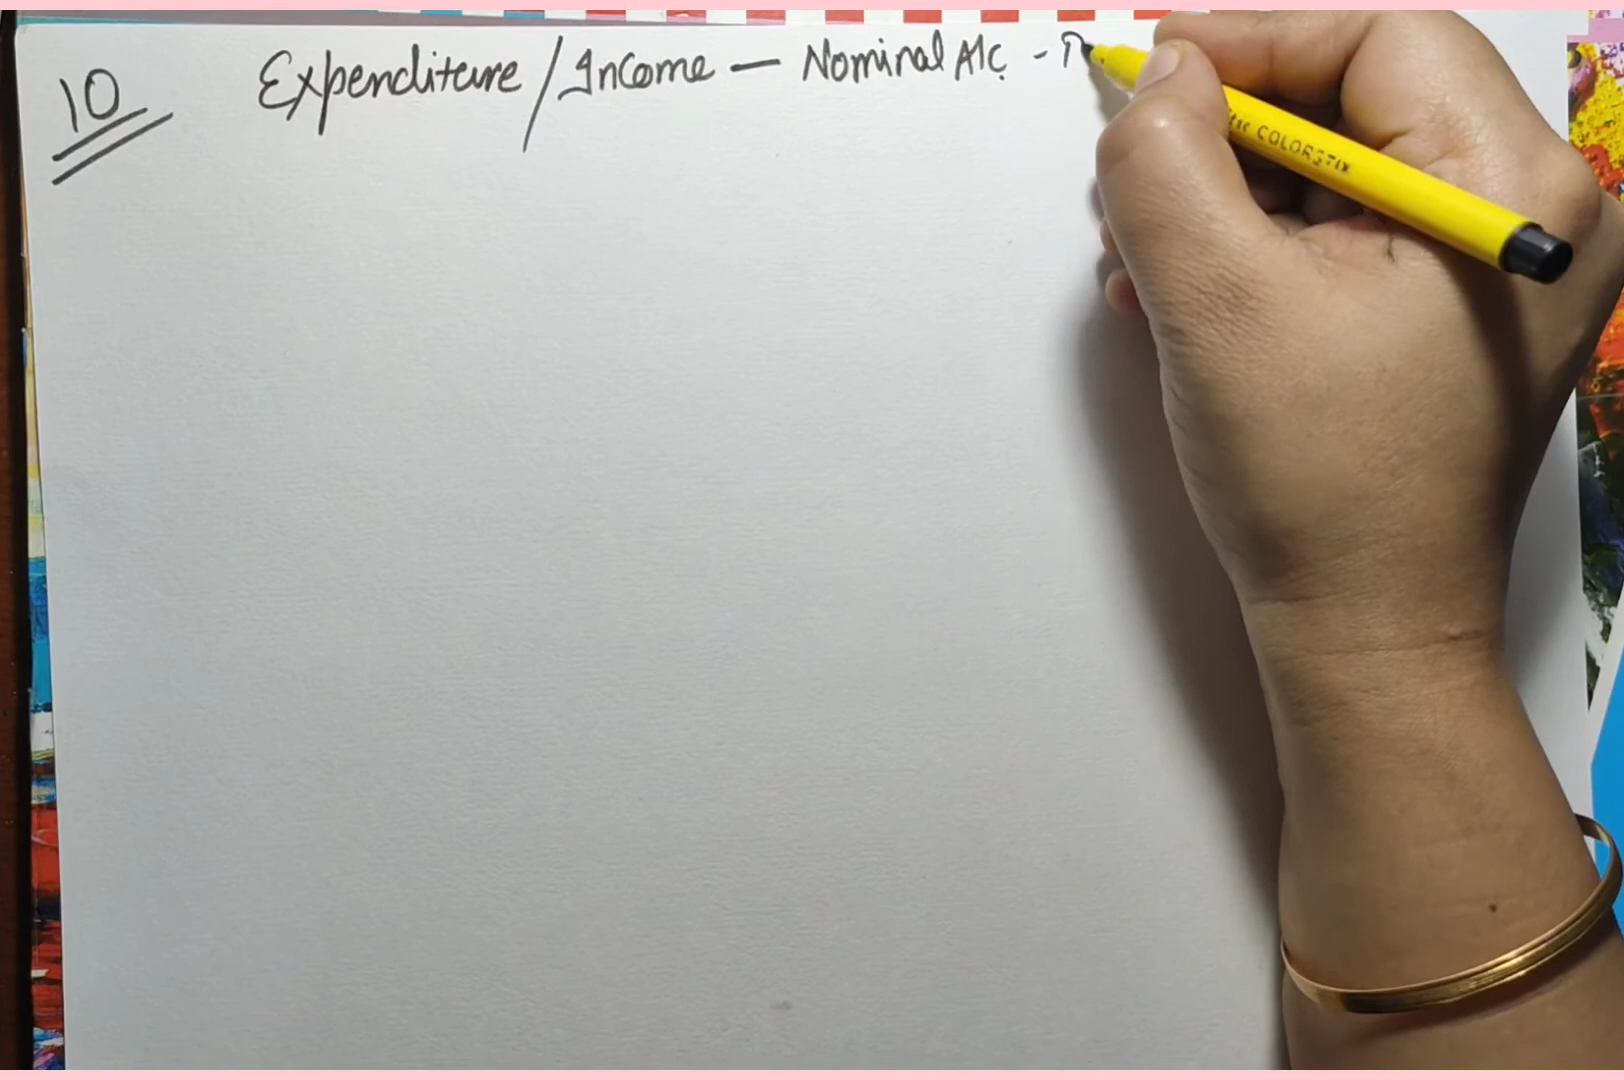 10 Expenditure / Income — Nominal A/c -
COLORSTIX